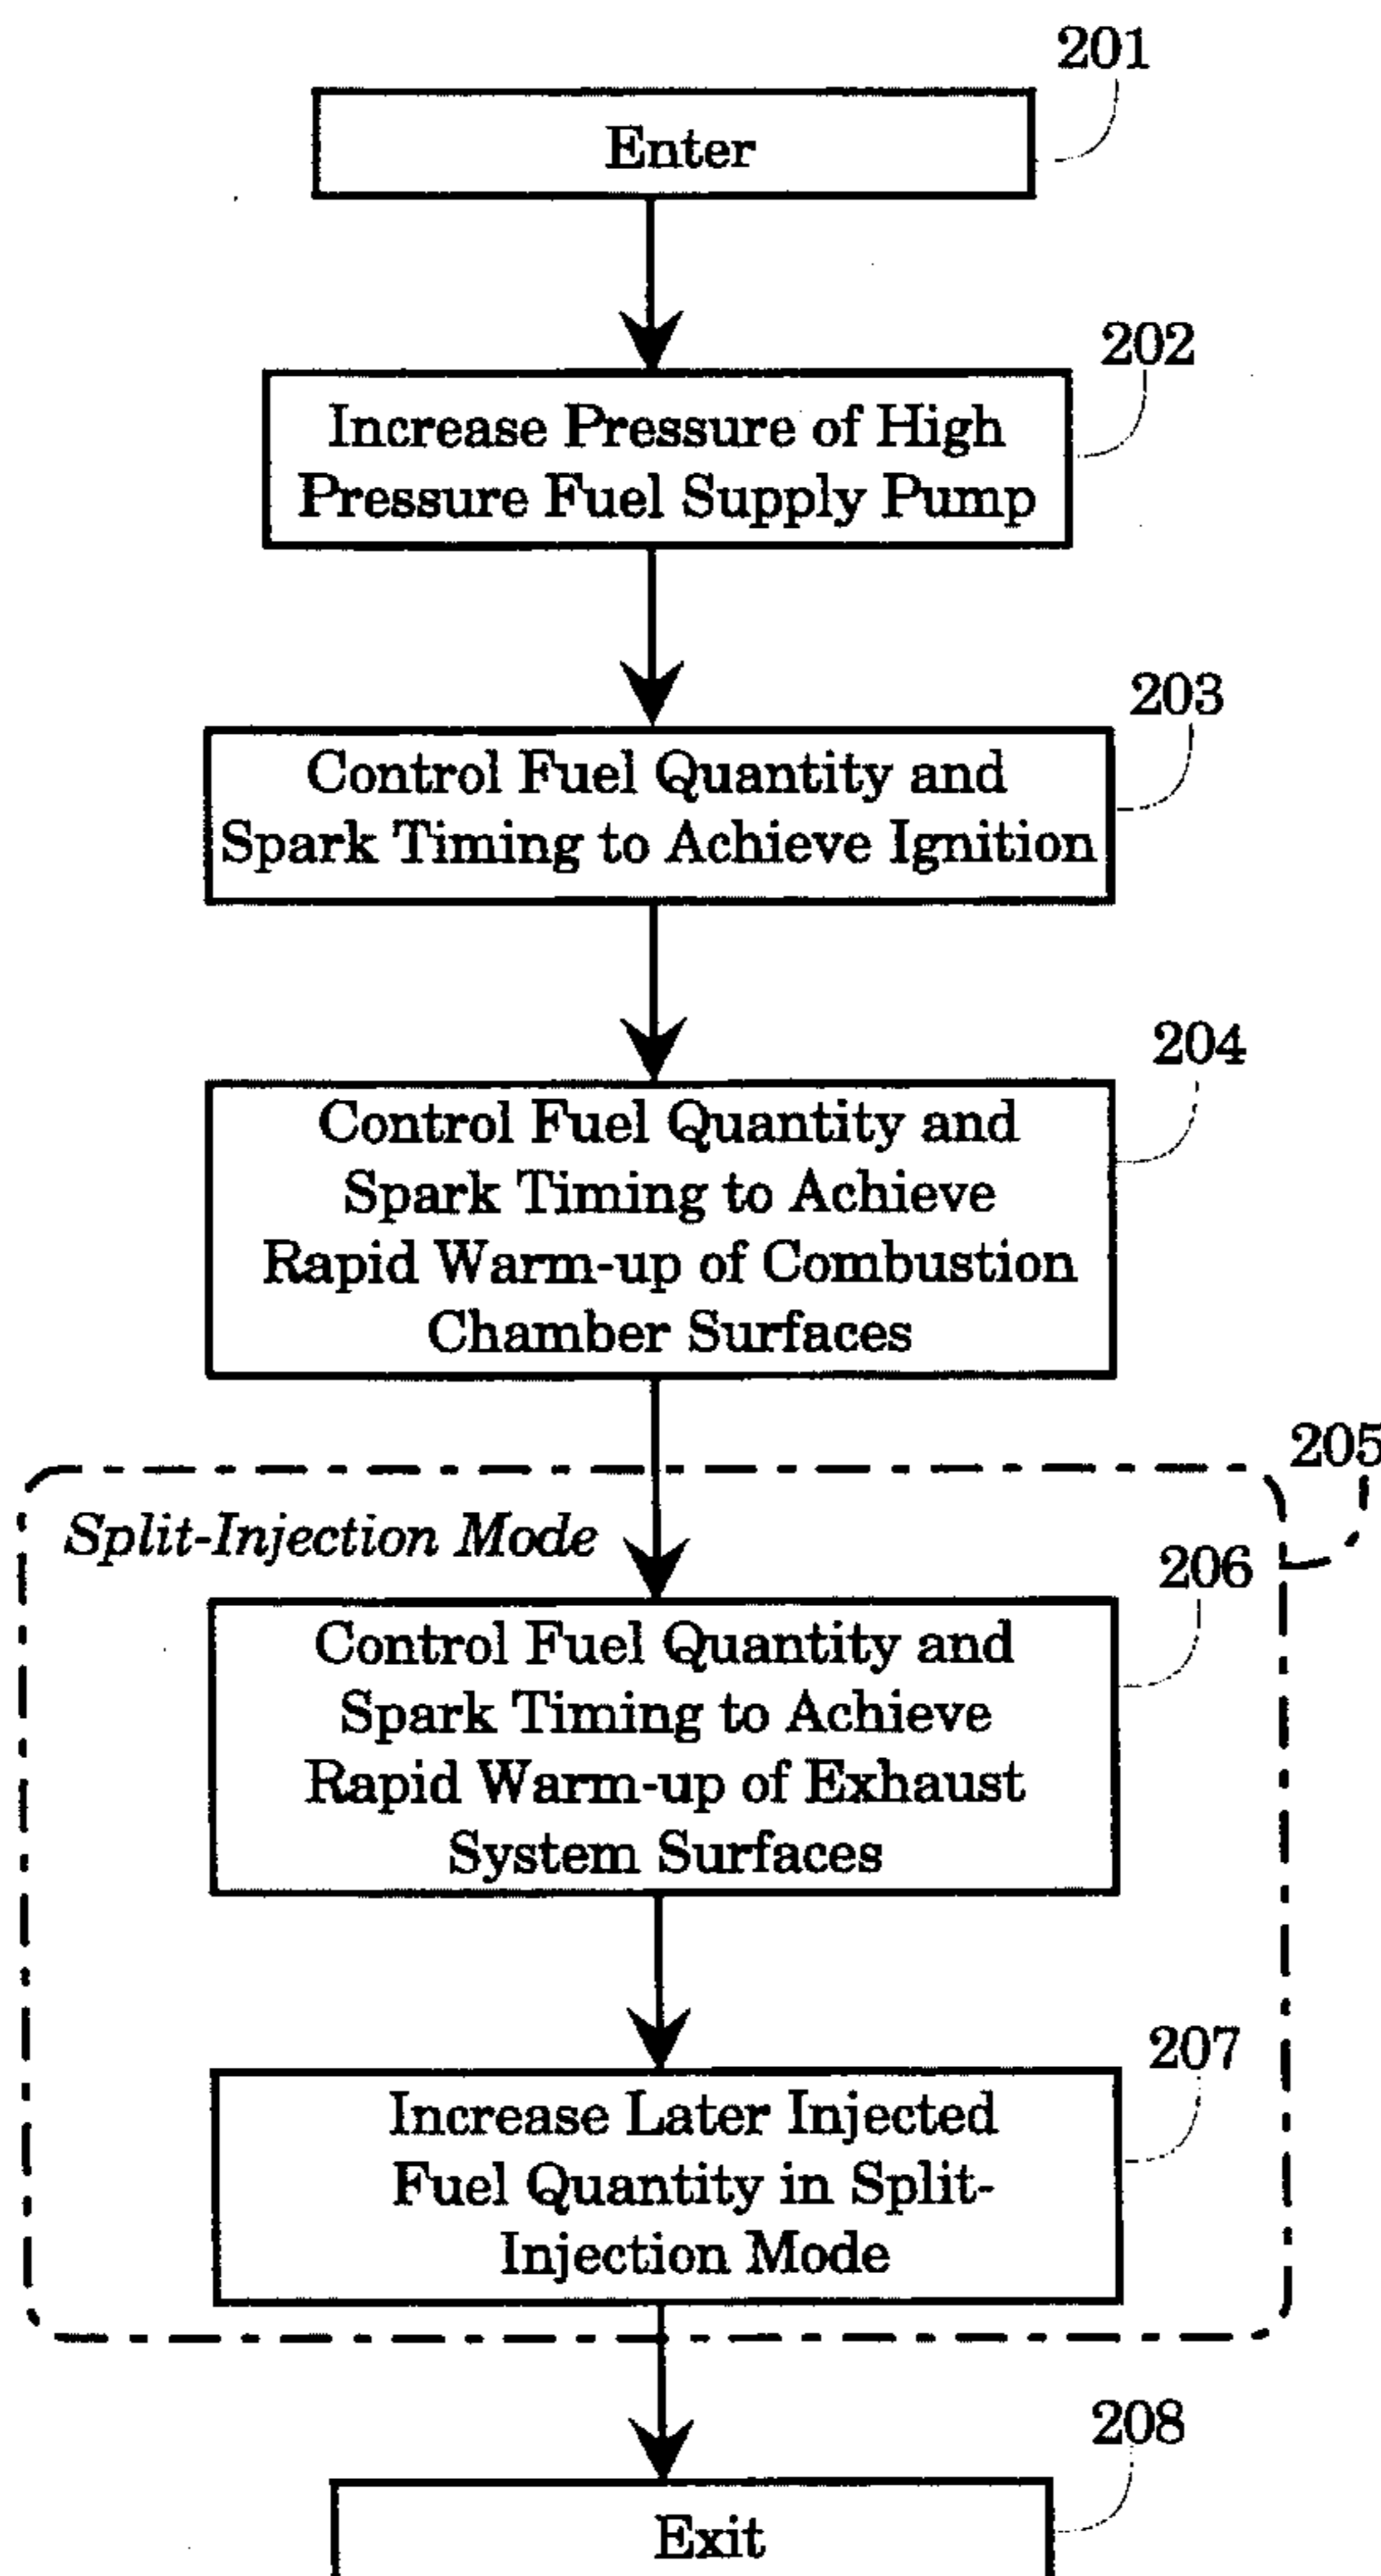 201
Enter
202
Increase Pressure of High
Pressure Fuel Supply Pump
203
Control Fuel Quantity and
Spark Timing to Achieve Ignition
204
Control Fuel Quantity and
Spark Timing to Achieve
Rapid Warm-up of Combustion
Chamber Surfaces
205
Split-Injection Mode
206
Control Fuel Quantity and
Spark Timing to Achieve
Rapid Warm-up of Exhaust
System Surfaces
207
Increase Later Injected
Fuel Quantity in Split-
Injection Mode
208
Exit